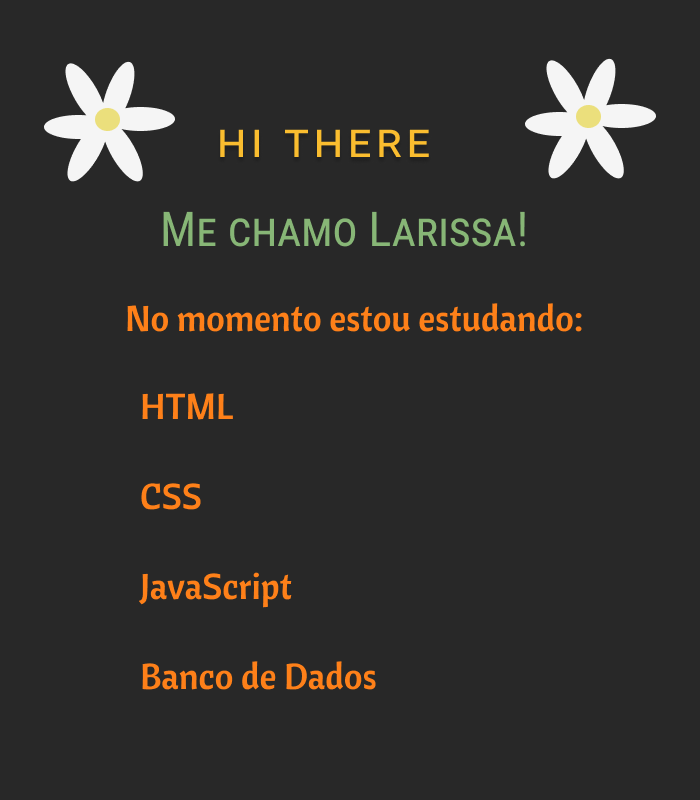 HI THERE
Me chamo Larissa!
No momento estou estudando:
HTML
CSS
JavaScript
Banco de Dados